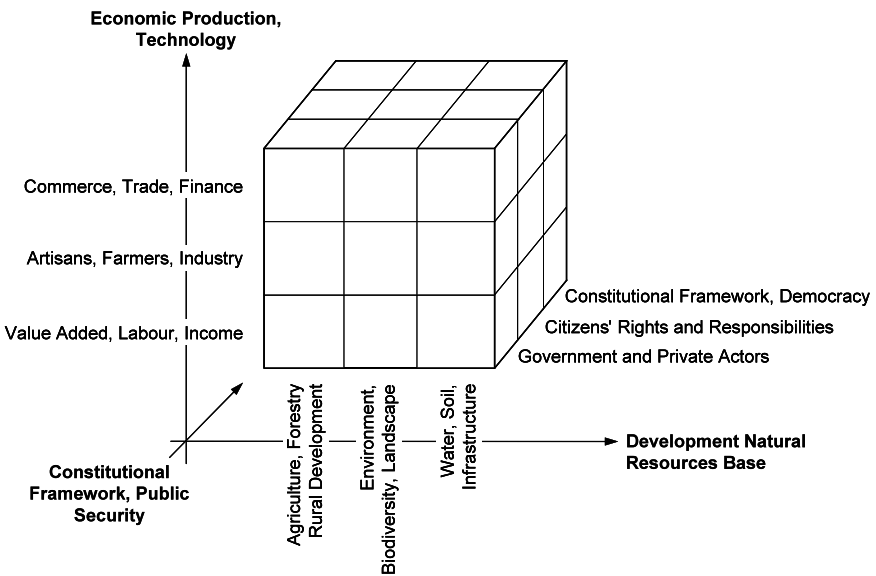 Economic Production,
Technology
Commerce, Trade, Finance
Artisans, Farmers, Industry
Value Added, Labour, Income
Constitutional Framework, Democracy
Citizens' Rights and Responsibilities
Government and Private Actors
Agriculture, Forestry
Rural Development
Environment,
Biodiversity, Landscape
Water, Soil,
Infrastructure
Development Natural
Resources Base
Constitutional
Framework, Public
Security